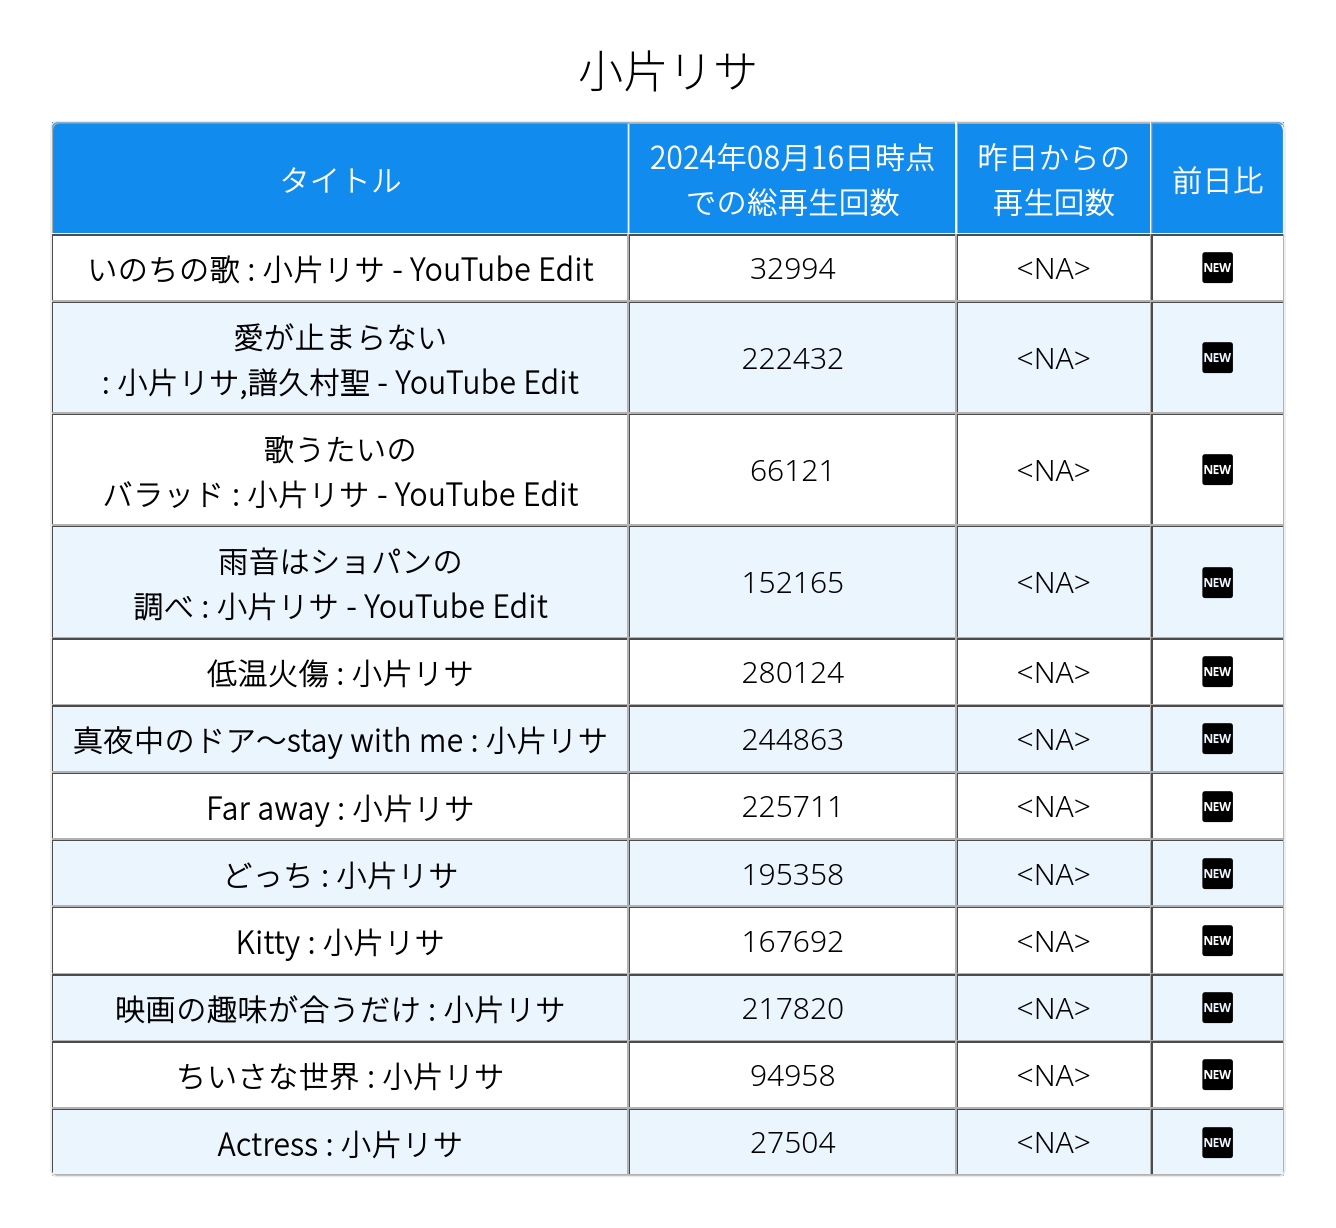 小片リサ
タイトル
2024年08月16日時点
での総再生回数
昨日からの
再生回数
前日比
いのちの歌 : 小片リサ - YouTube Edit
32994
<NA>
NEW
愛が止まらない
: 小片リサ,譜久村聖 - YouTube Edit
222432
<NA>
NEW
歌うたいの
バラッド : 小片リサ - YouTube Edit
66121
<NA>
NEW
雨音はショパンの
調べ : 小片リサ - YouTube Edit
152165
<NA>
NEW
低温火傷 : 小片リサ
280124
<NA>
NEW
真夜中のドア〜stay with me : 小片リサ
244863
<NA>
NEW
Far away : 小片リサ
225711
<NA>
NEW
どっち : 小片リサ
195358
<NA>
NEW
Kitty : 小片リサ
167692
<NA>
NEW
映画の趣味が合うだけ : 小片リサ
217820
<NA>
NEW
ちいさな世界 : 小片リサ
94958
<NA>
NEW
Actress : 小片リサ
27504
<NA>
NEW